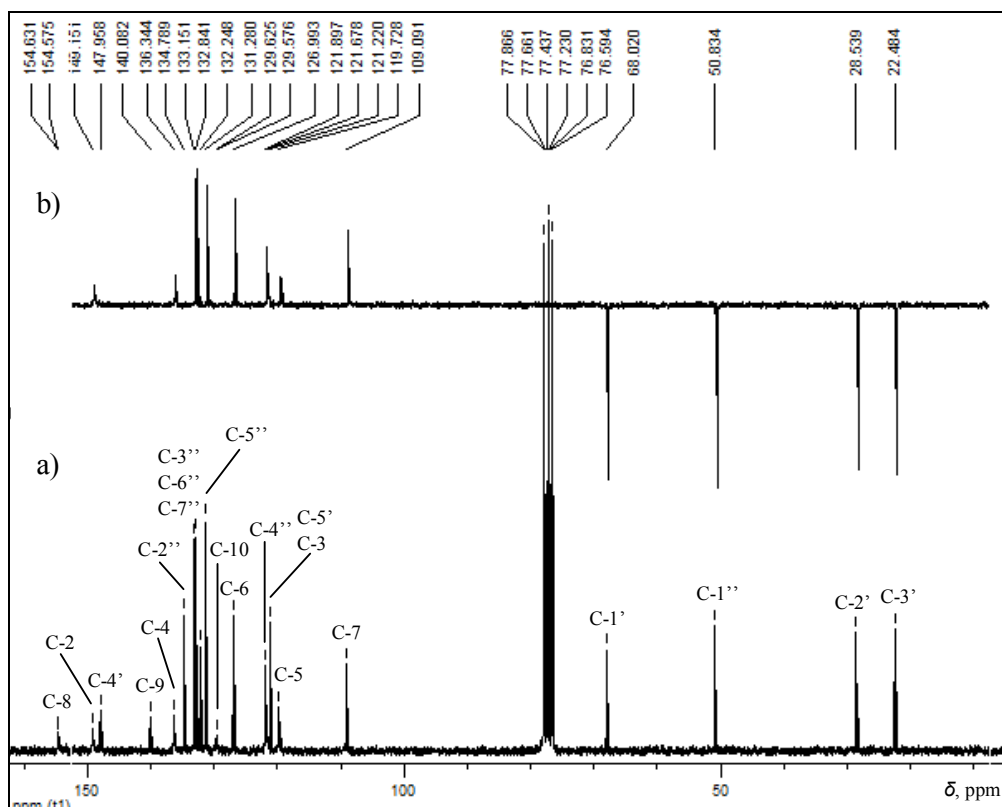 154.631
154.575
149.151
147.958
140.082
136.344
134.789
133.151
132.841
132.248
131.280
129.625
129.576
126.993
121.897
121.678
121.220
119.728
109.091
77.866
77.661
77.437
77.230
76.831
76.594
68.020
50.834
28.539
22.484
b)
a)
C-3’’
C-6’’
C-7’’
C-5’’
C-2’’
C-10
C-4’’
C-5’
C-3
C-6
C-4
C-2
C-4’
C-8
C-9
C-5
C-7
C-1’
C-1’’
C-2’
C-3’
150
100
50
ppm (t1)
δ, ppm